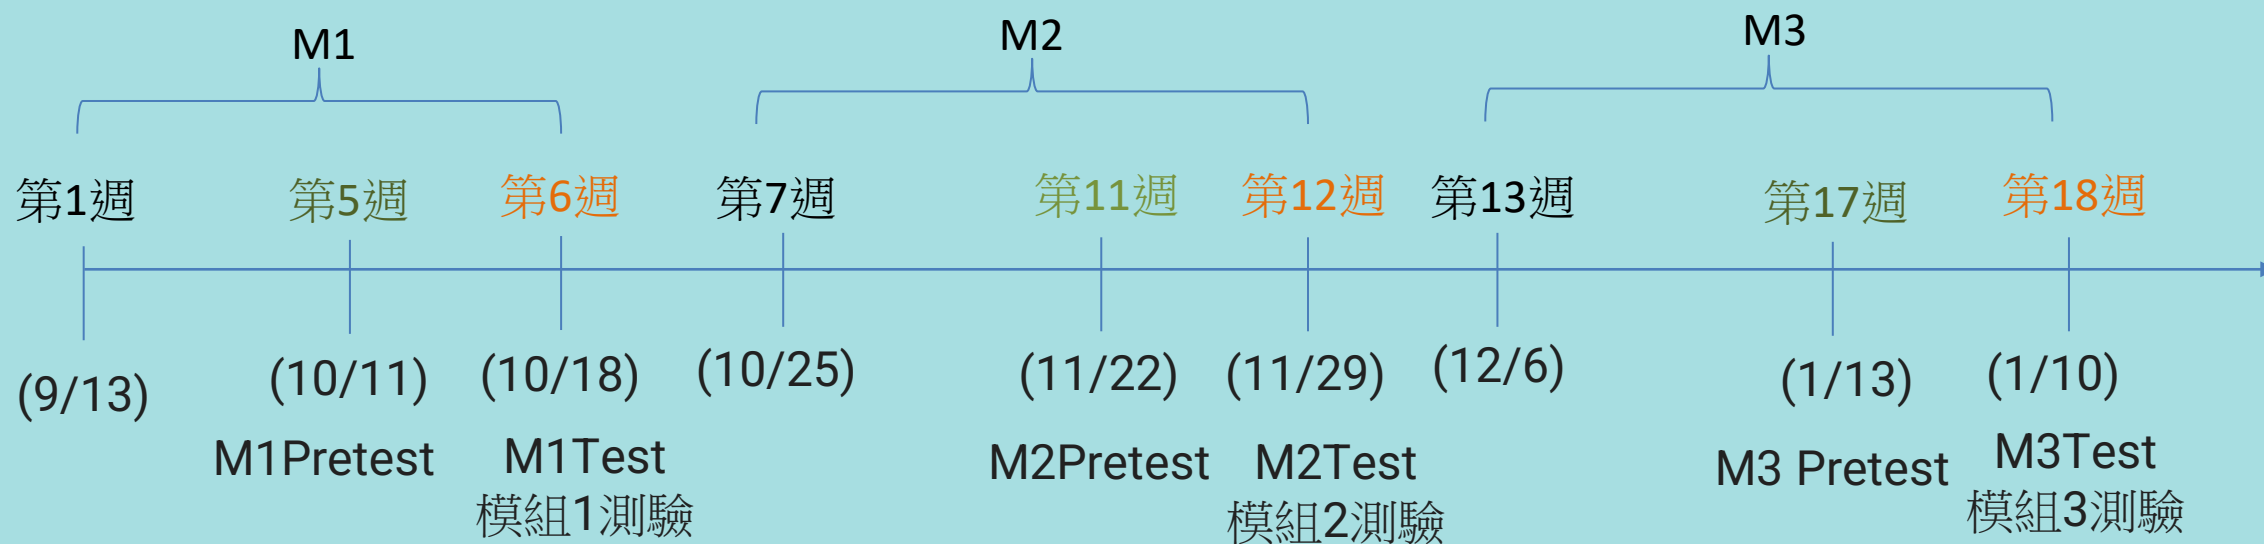 M1 M2 M3
第1週 第5週 第6週 第7週 第11週 第12週 第13週 第17週 第18週
(9/13) (10/11) (10/18) (10/25) (11/22) (11/29) (12/6) (1/13) (1/10)
M1Pretest M1Test M2Pretest M2Test M3 Pretest M3Test
模組1測驗 模組2測驗 模組3測驗